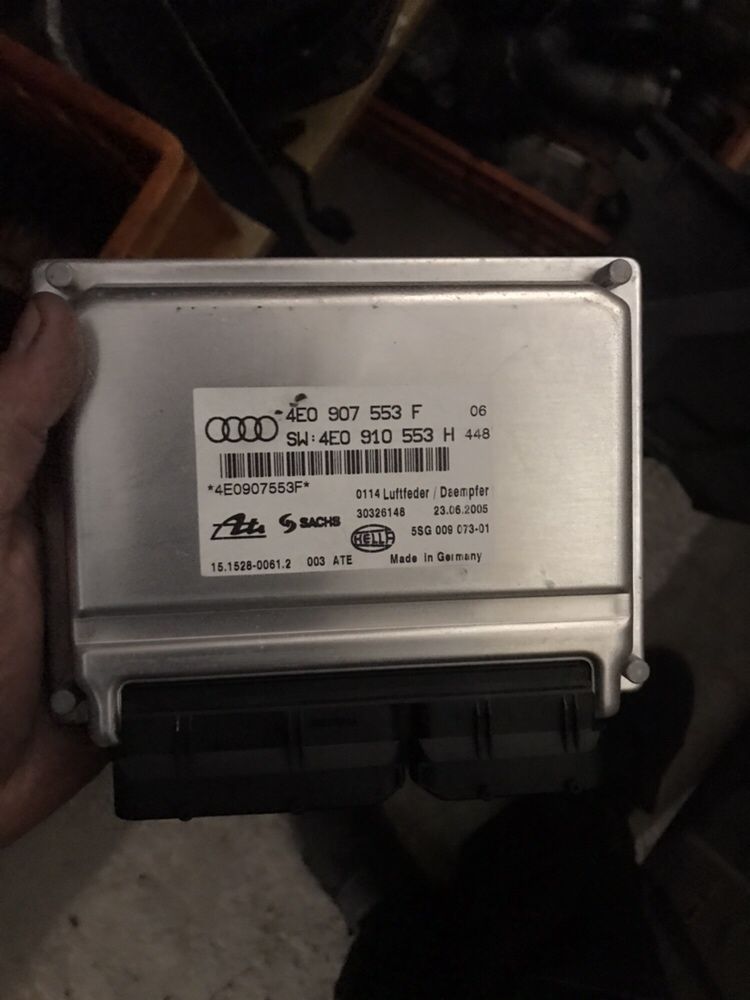 4E0 907 553 F 06
SW:4E0 910 553 H 448
*4E0907553F*
0114 Luftfeder / Daempfer
30326148 23.06.2005
Ate SACHS HELLA 5SG 009 073-01
15.1528-0061.2 003 ATE Made in Germany